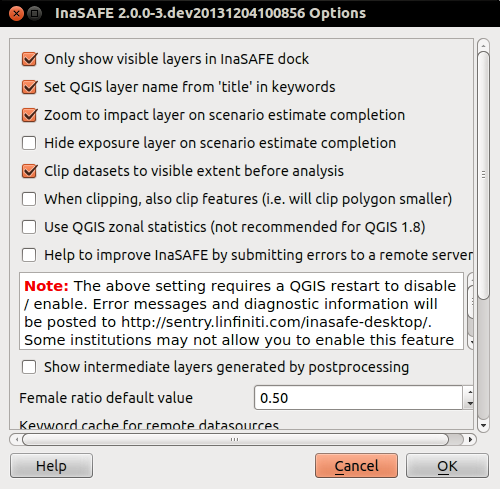 InaSAFE 2.0.0-3.dev20131204100856 Options
Only show visible layers in InaSAFE dock
Set QGIS layer name from 'title' in keywords
Zoom to impact layer on scenario estimate completion
Hide exposure layer on scenario estimate completion
Clip datasets to visible extent before analysis
When clipping, also clip features (i.e. will clip polygon smaller)
Use QGIS zonal statistics (not recommended for QGIS 1.8)
Help to improve InaSAFE by submitting errors to a remote server
Note: The above setting requires a QGIS restart to disable
/ enable. Error messages and diagnostic information will
be posted to http://sentry.linfiniti.com/inasafe-desktop/.
Some institutions may not allow you to enable this feature
Show intermediate layers generated by postprocessing
Female ratio default value 0.50
Keyword cache for remote datasources
Help Cancel OK